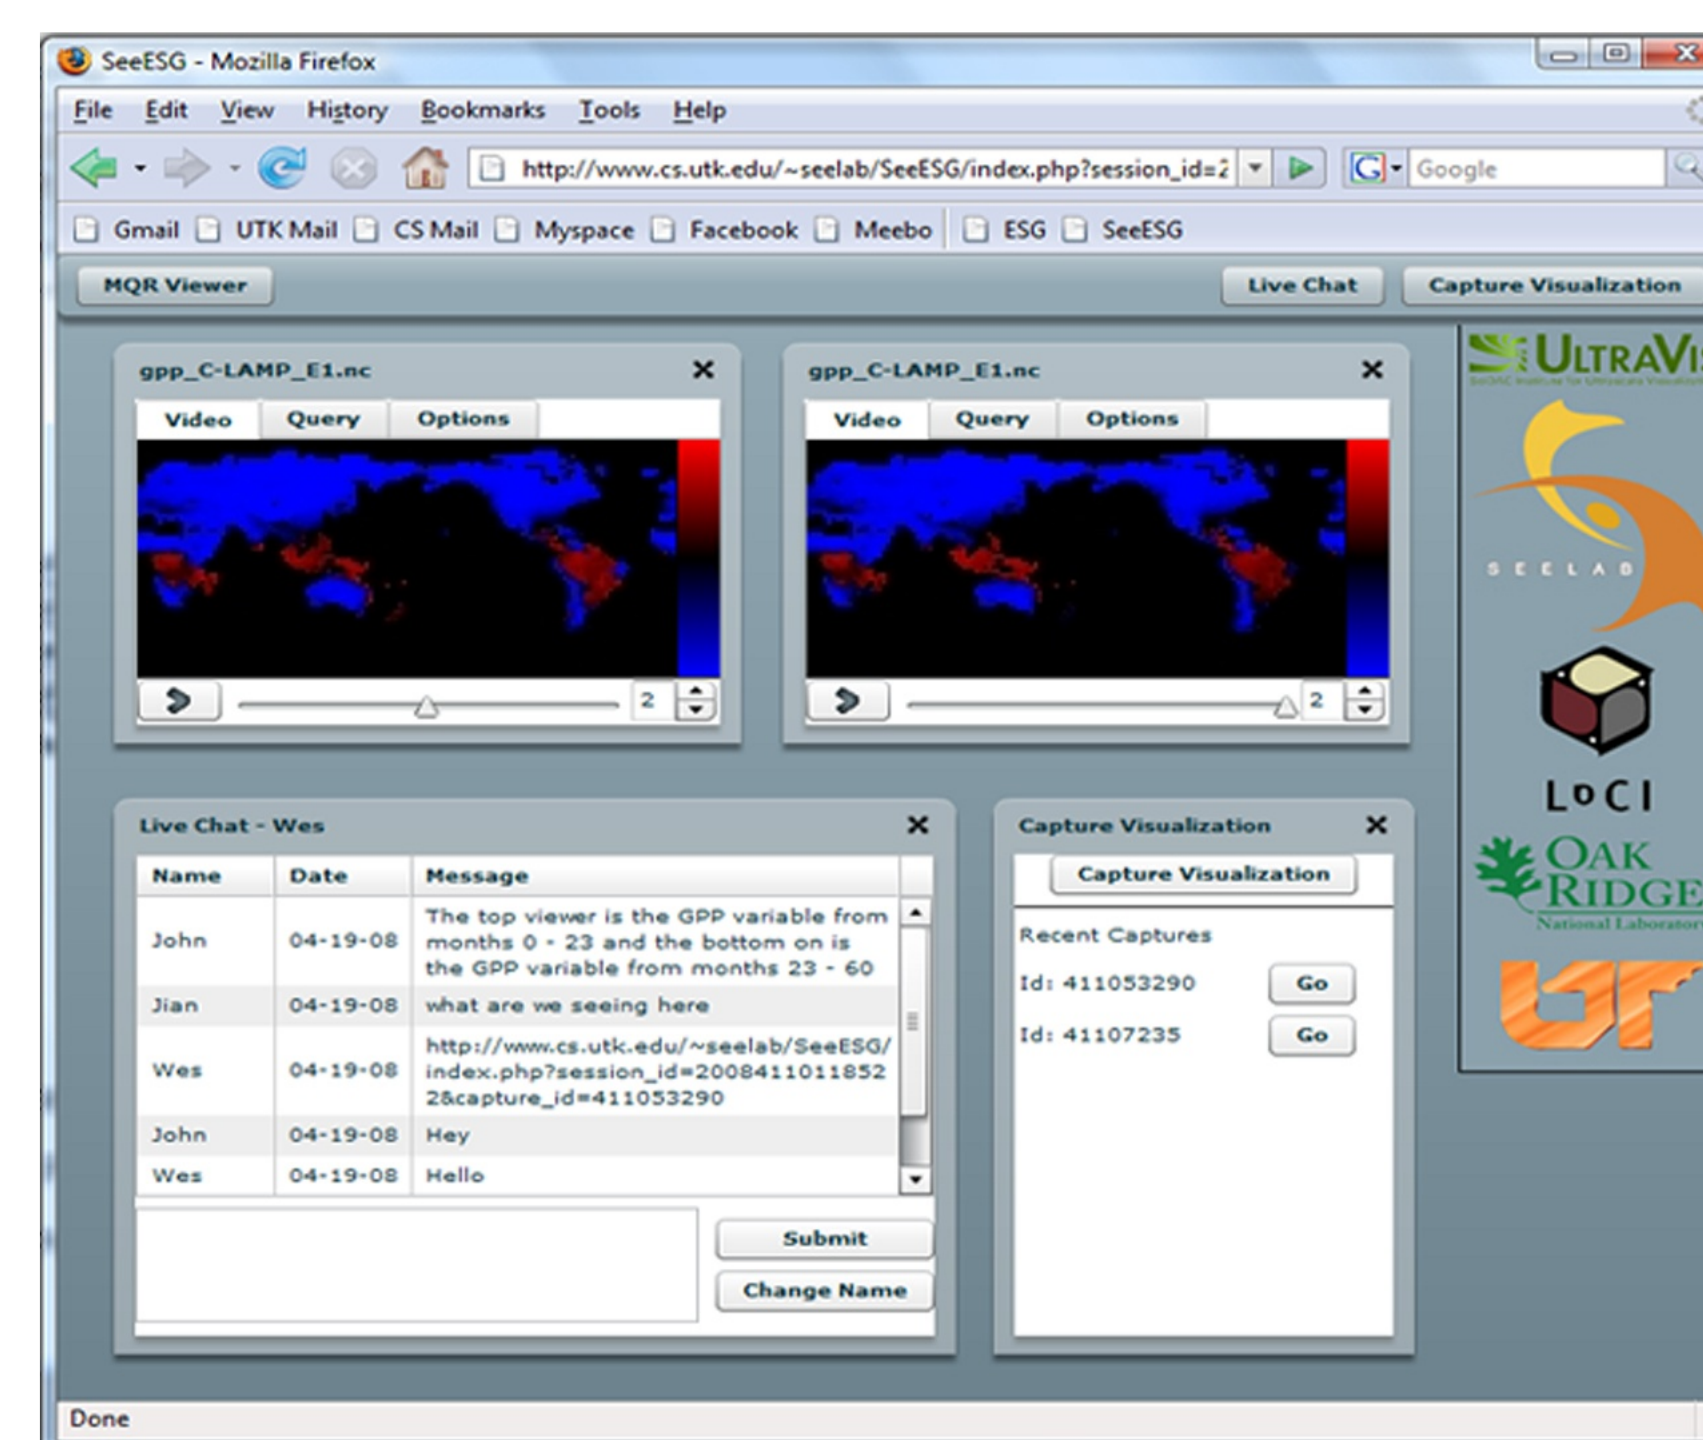 SeeESG - Mozilla Firefox
File Edit View History Bookmarks Tools Help
http://www.cs.utk.edu/~seelab/SeeESG/index.php?session_id=2 Google
Gmail UTK Mail CS Mail Myspace Facebook Meebo ESG SeeESG
MQR Viewer Live Chat Capture Visualization
gpp_C-LAMP_E1.nc
Video Query Options
2
gpp_C-LAMP_E1.nc
Video Query Options
2
Live Chat - Wes
Name Date Message
John 04-19-08 The top viewer is the GPP variable from
months 0 - 23 and the bottom on is
the GPP variable from months 23 - 60
Jian 04-19-08 what are we seeing here
Wes 04-19-08 http://www.cs.utk.edu/~seelab/SeeESG/
index.php?session_id=2008411011852
2&capture_id=411053290
John 04-19-08 Hey
Wes 04-19-08 Hello
Submit
Change Name
Capture Visualization
Capture Visualization
Recent Captures
Id: 411053290 Go
Id: 41107235 Go
ULTRAVIS
SEELAB
LoCI
OAK
RIDGE
National Laboratory
UT
Done